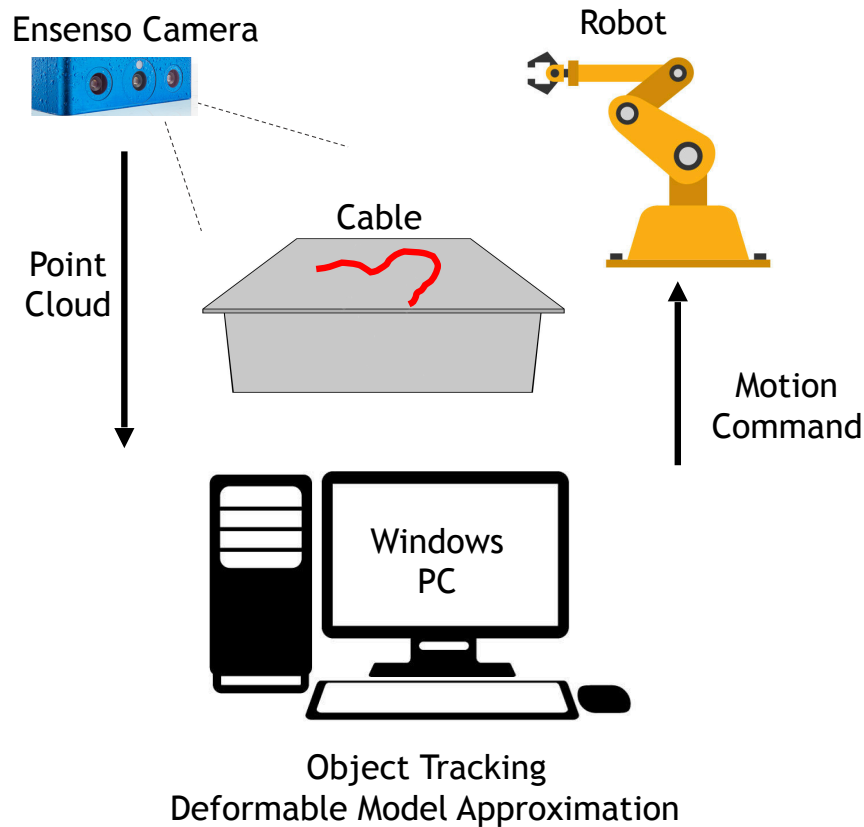 Ensenso Camera
Robot
Cable
Point
Cloud
Motion
Command
Windows
PC
Object Tracking
Deformable Model Approximation